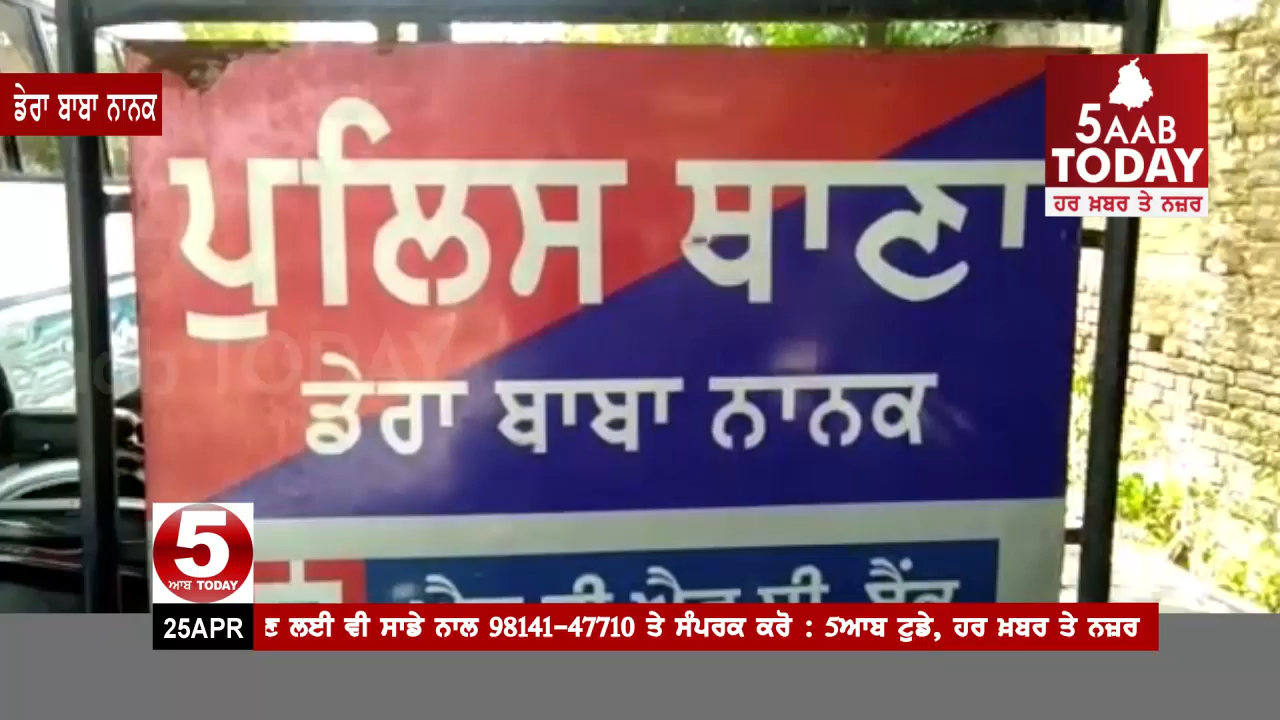 ਡੇਰਾ ਬਾਬਾ ਨਾਨਕ
5AAB
TODAY
ਹਰ ਖ਼ਬਰ ਤੇ ਨਜ਼ਰ
ਪੁਲਿਸ ਥਾਣਾ
ਡੇਰਾ ਬਾਬਾ ਨਾਨਕ
TODAY
5
ਆਬ TODAY
25APR
ਣ ਲਈ ਵੀ ਸਾਡੇ ਨਾਲ 98141-47710 ਤੇ ਸੰਪਰਕ ਕਰੋ : 5ਆਬ ਟੁਡੇ, ਹਰ ਖ਼ਬਰ ਤੇ ਨਜ਼ਰ